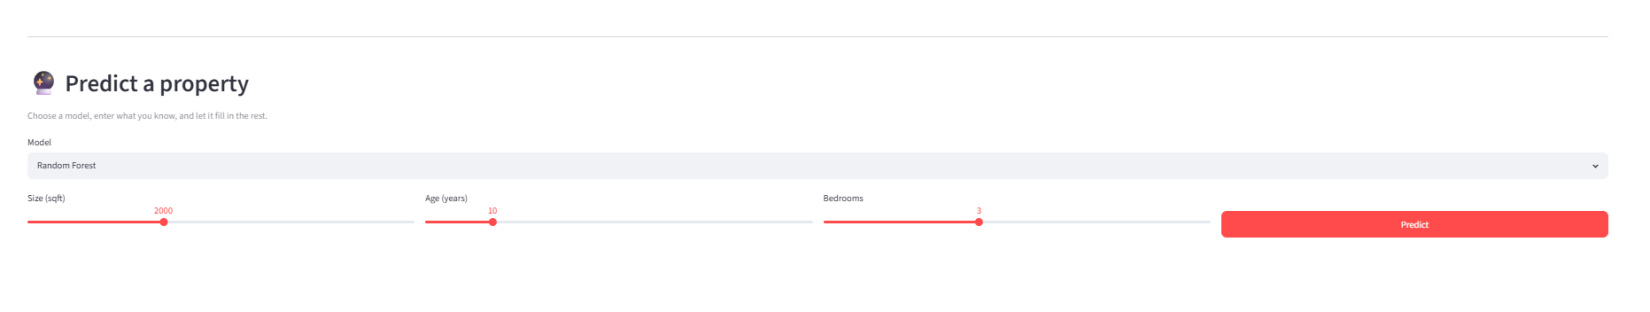 Predict a property
Choose a model, enter what you know, and let it fill in the rest.
Model
Random Forest
Size (sqft)
2000
Age (years)
10
Bedrooms
3
Predict